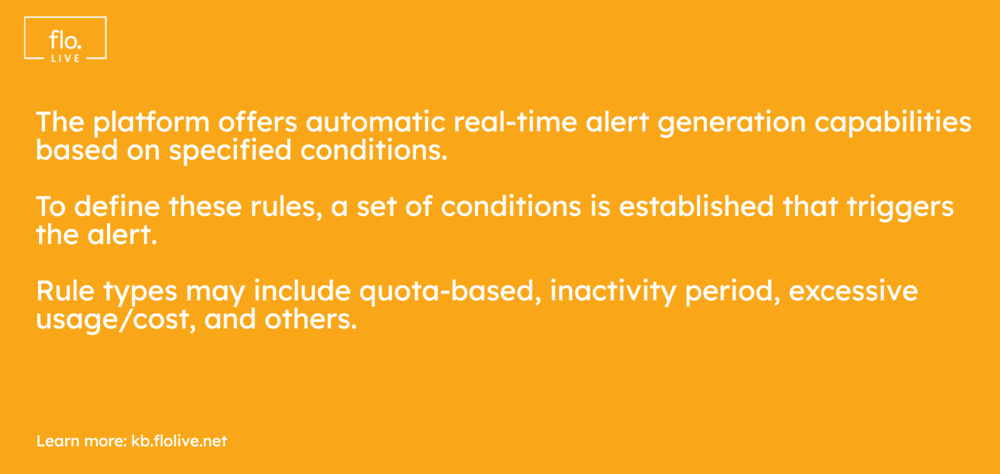 flo.
LIVE
The platform offers automatic real-time alert generation capabilities
based on specified conditions.
To define these rules, a set of conditions is established that triggers
the alert.
Rule types may include quota-based, inactivity period, excessive
usage/cost, and others.
Learn more: kb.flolive.net